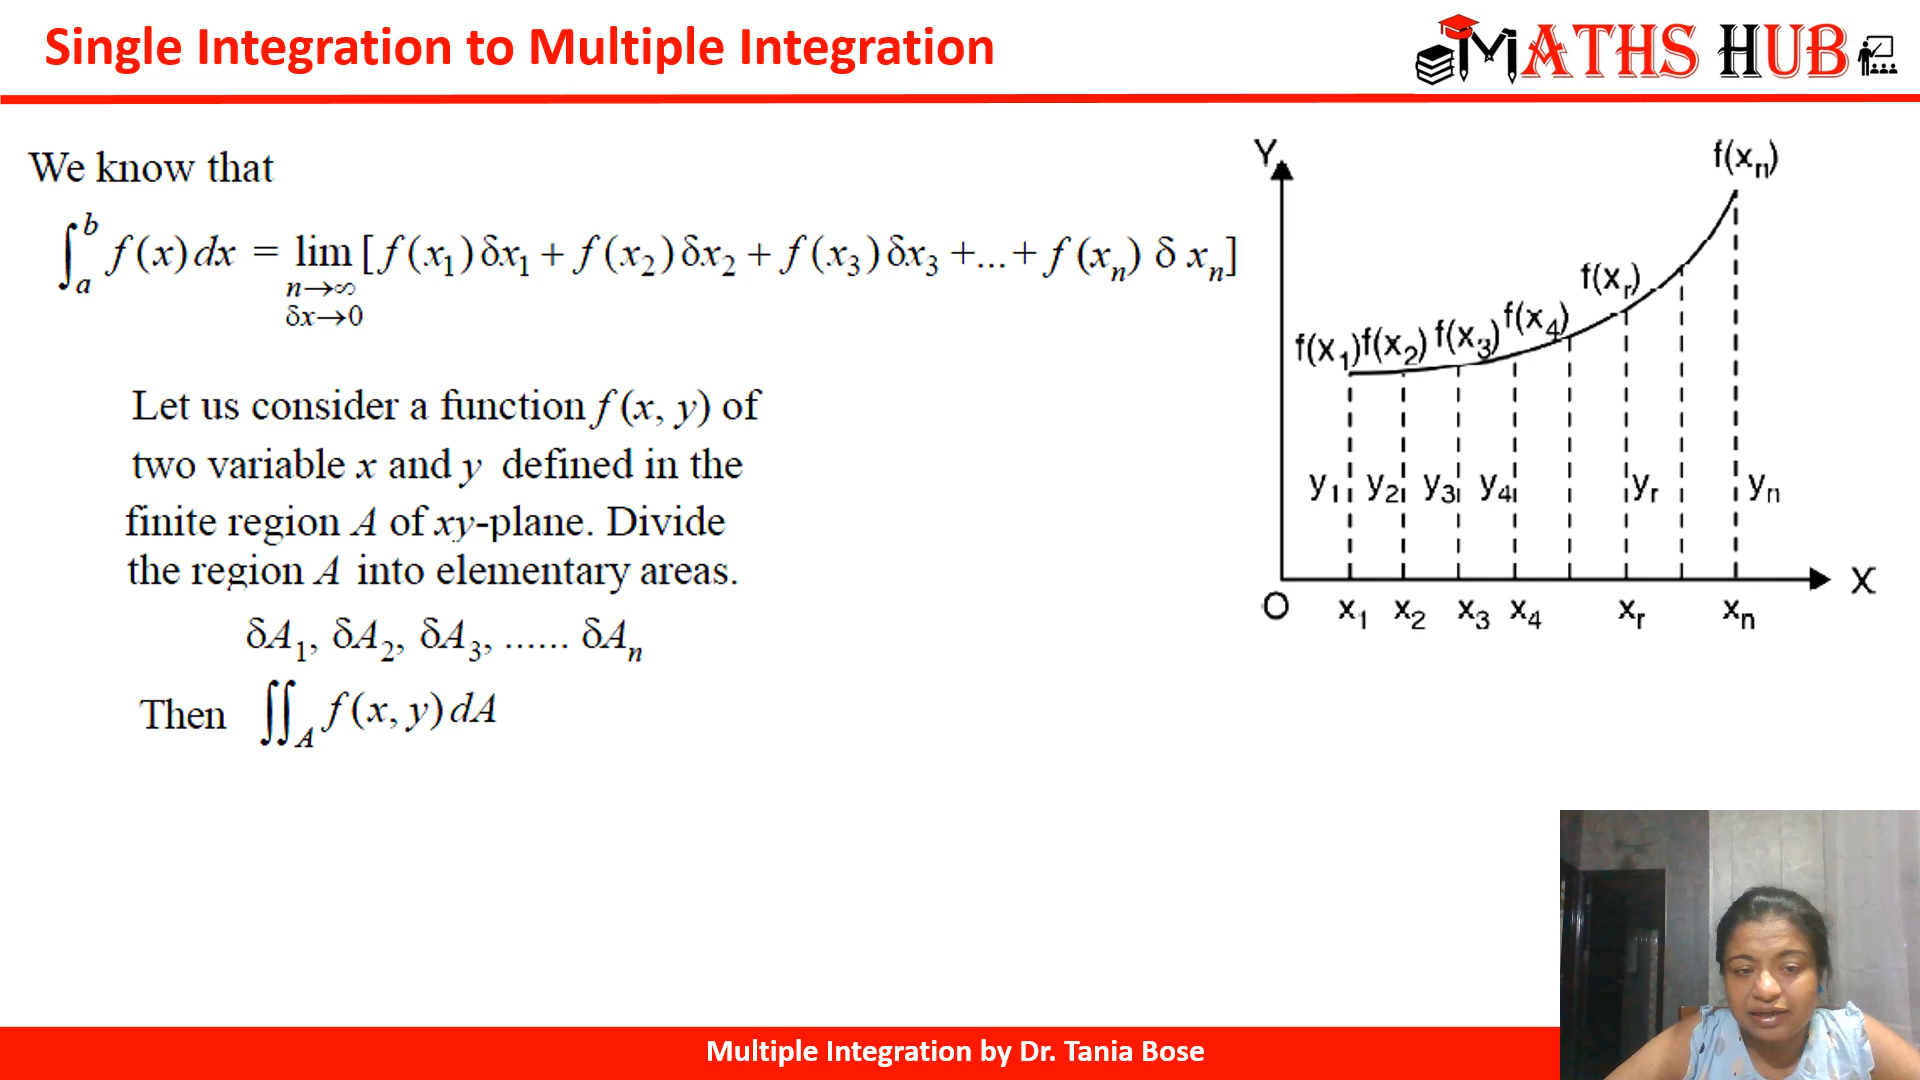 Single Integration to Multiple Integration
MATHS HUB
We know that
∫_a^b f(x) dx = lim_{n→∞, δx→0} [f(x₁)δx₁ + f(x₂)δx₂ + f(x₃)δx₃ +...+ f(xₙ) δ xₙ]
Let us consider a function f (x, y) of
two variable x and y defined in the
finite region A of xy-plane. Divide
the region A into elementary areas.
δA₁, δA₂, δA₃, ...... δAₙ
Then ∬_A f(x, y) dA
Y
f(xₙ)
f(xᵣ)
f(x₁) f(x₂) f(x₃) f(x₄)
y₁ y₂ y₃ y₄ yᵣ yₙ
X
O x₁ x₂ x₃ x₄ xᵣ xₙ
Multiple Integration by Dr. Tania Bose